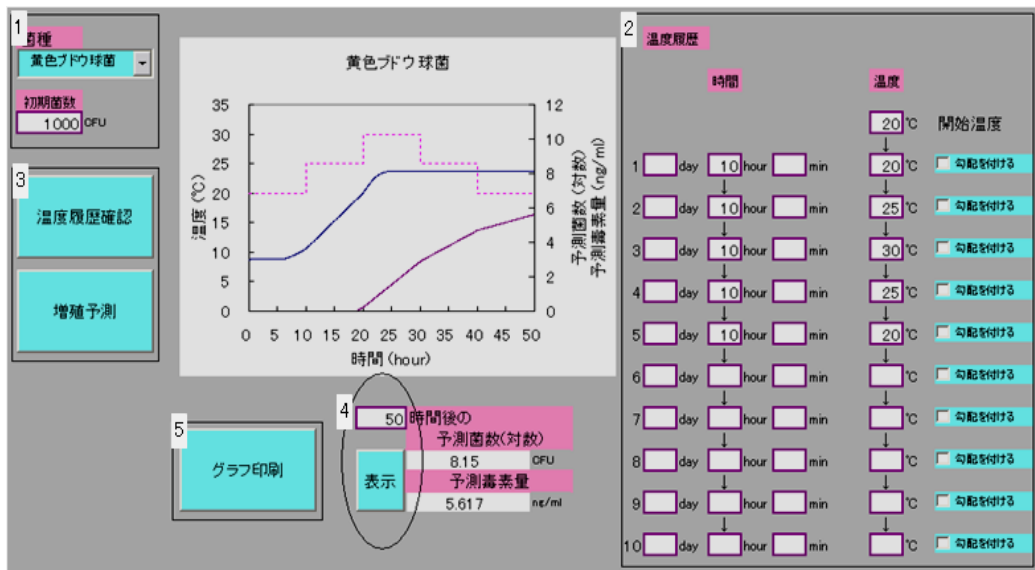 1
菌種
黄色ブドウ球菌
初期菌数
1000 CFU
3
温度履歴確認
増殖予測
黄色ブドウ球菌
温度(℃)
35
30
25
20
15
10
5
0
12
10
8
6
4
2
0
予測菌数(対数)
予測毒素量(ng/ml)
0 5 10 15 20 25 30 35 40 45 50
時間(hour)
5
グラフ印刷
4
50 時間後の
予測菌数(対数)
8.15 CFU
表示
予測毒素量
5.617 ng/ml
2
温度履歴
時間 温度
20 ℃ 開始温度
1 day 10 hour min 20 ℃ 勾配を付ける
2 day 10 hour min 25 ℃ 勾配を付ける
3 day 10 hour min 30 ℃ 勾配を付ける
4 day 10 hour min 25 ℃ 勾配を付ける
5 day 10 hour min 20 ℃ 勾配を付ける
6 day hour min ℃ 勾配を付ける
7 day hour min ℃ 勾配を付ける
8 day hour min ℃ 勾配を付ける
9 day hour min ℃ 勾配を付ける
10 day hour min ℃ 勾配を付ける